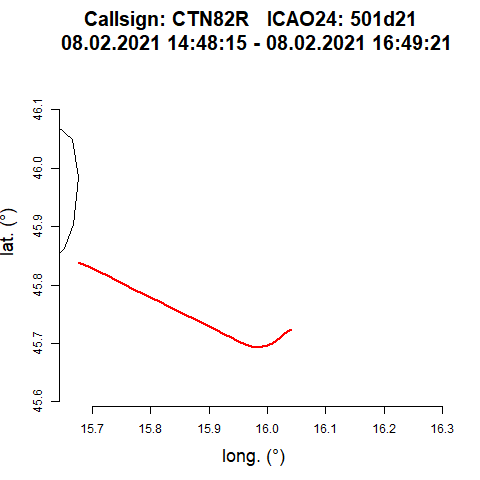 Callsign: CTN82R ICAO24: 501d21
08.02.2021 14:48:15 - 08.02.2021 16:49:21
46.1
46.0
45.9
45.8
45.7
45.6
lat. (°)
15.7 15.8 15.9 16.0 16.1 16.2 16.3
long. (°)